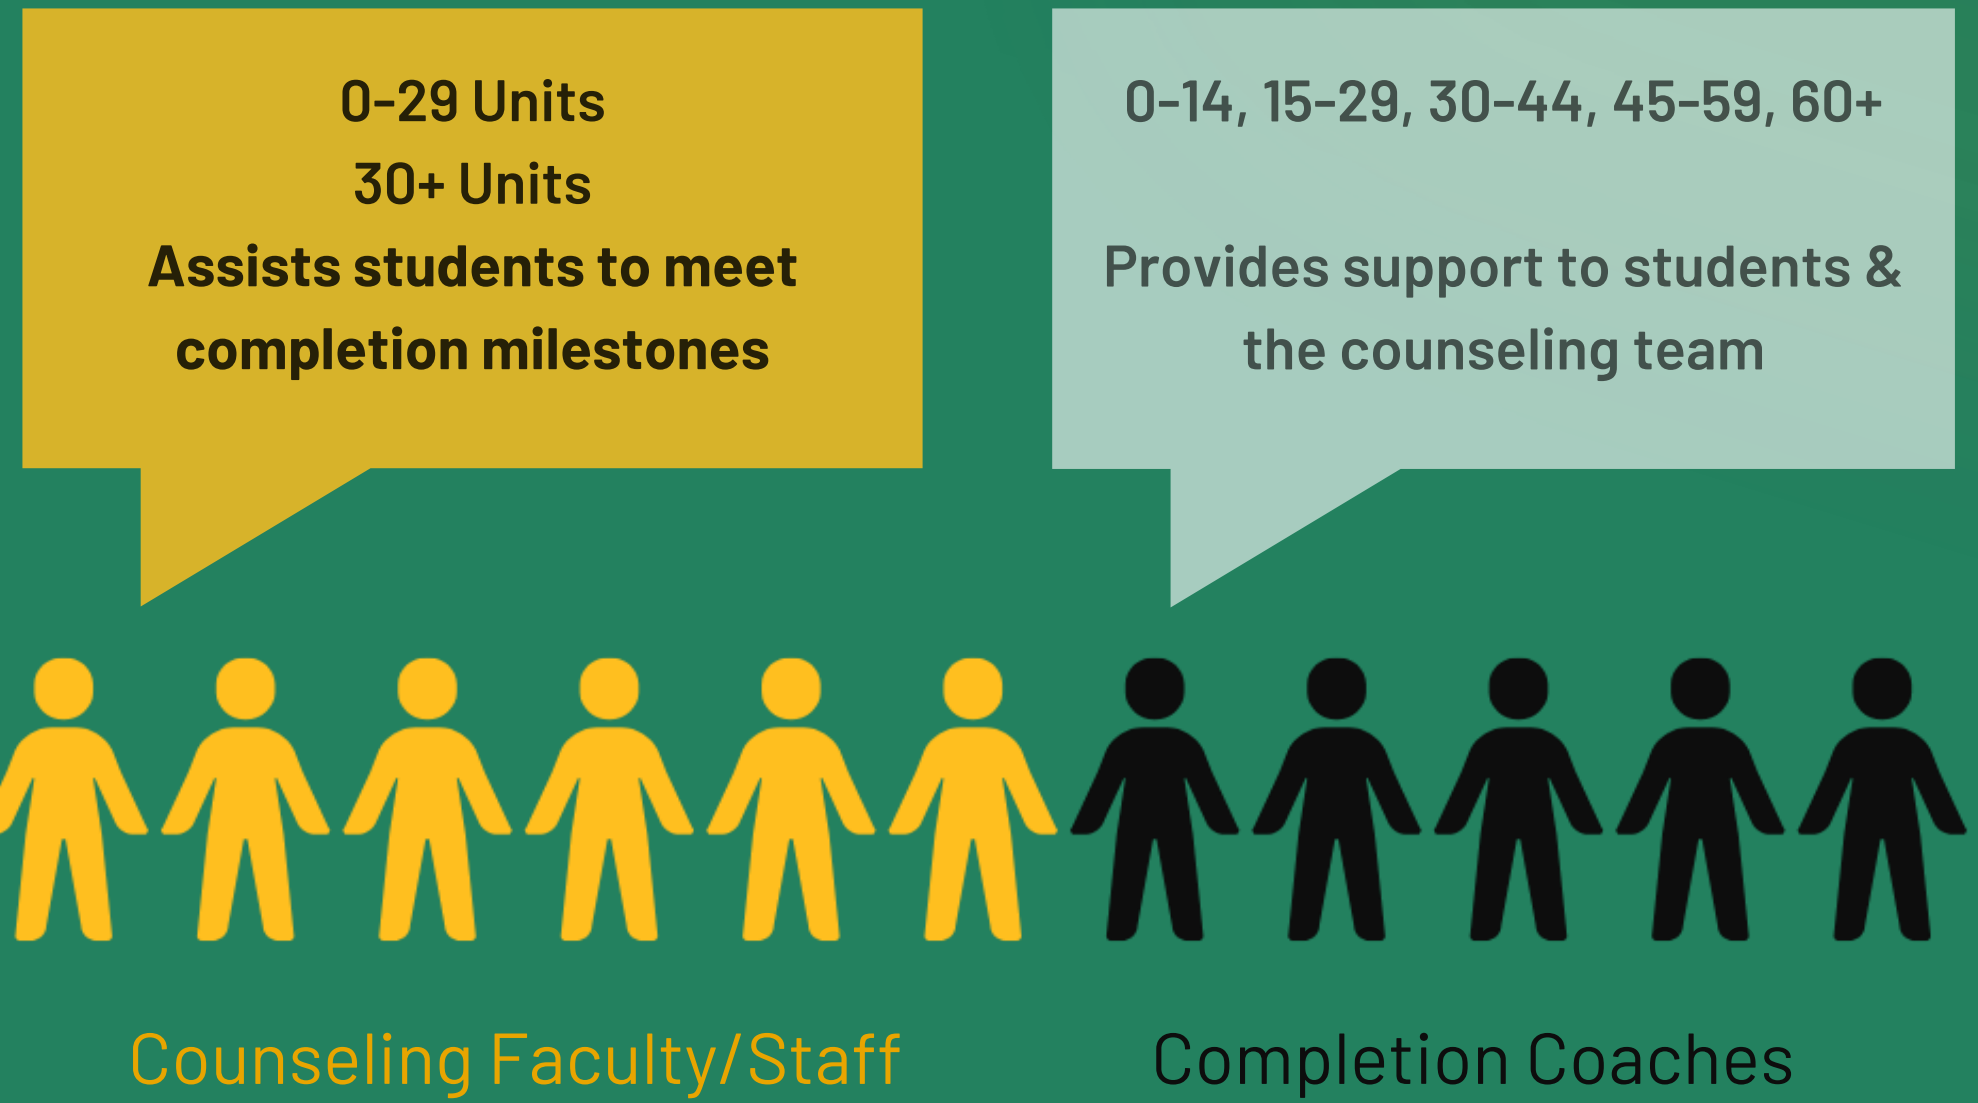 0-29 Units
30+ Units
Assists students to meet
completion milestones
0-14, 15-29, 30-44, 45-59, 60+
Provides support to students &
the counseling team
Counseling Faculty/Staff
Completion Coaches